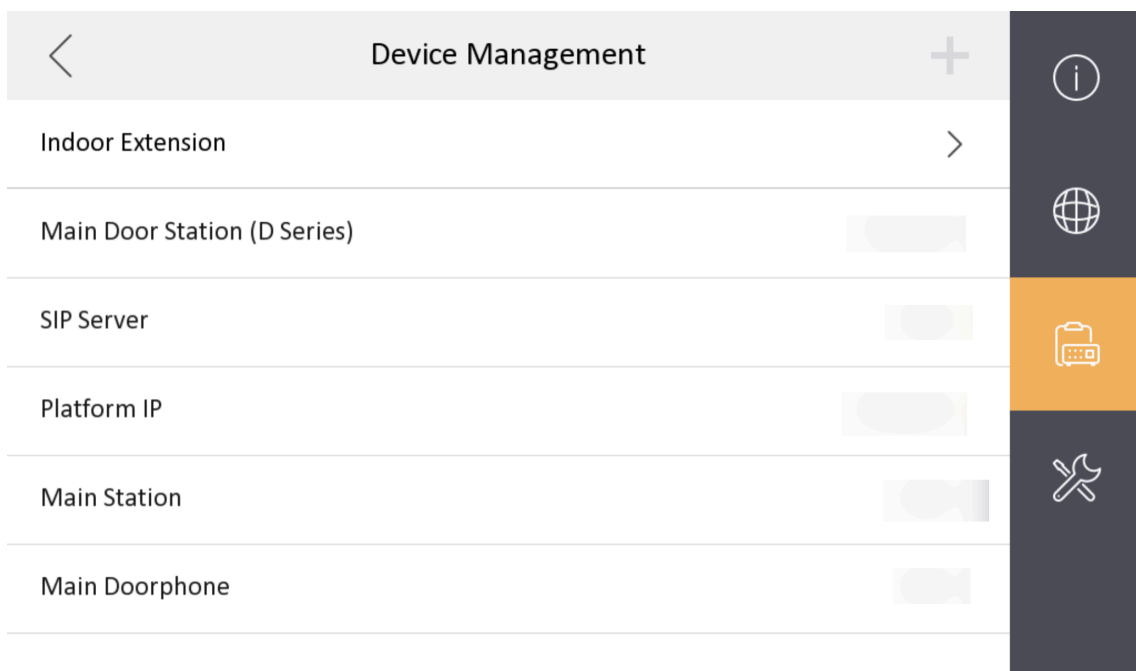 Device Management
Indoor Extension
Main Door Station (D Series)
SIP Server
Platform IP
Main Station
Main Doorphone